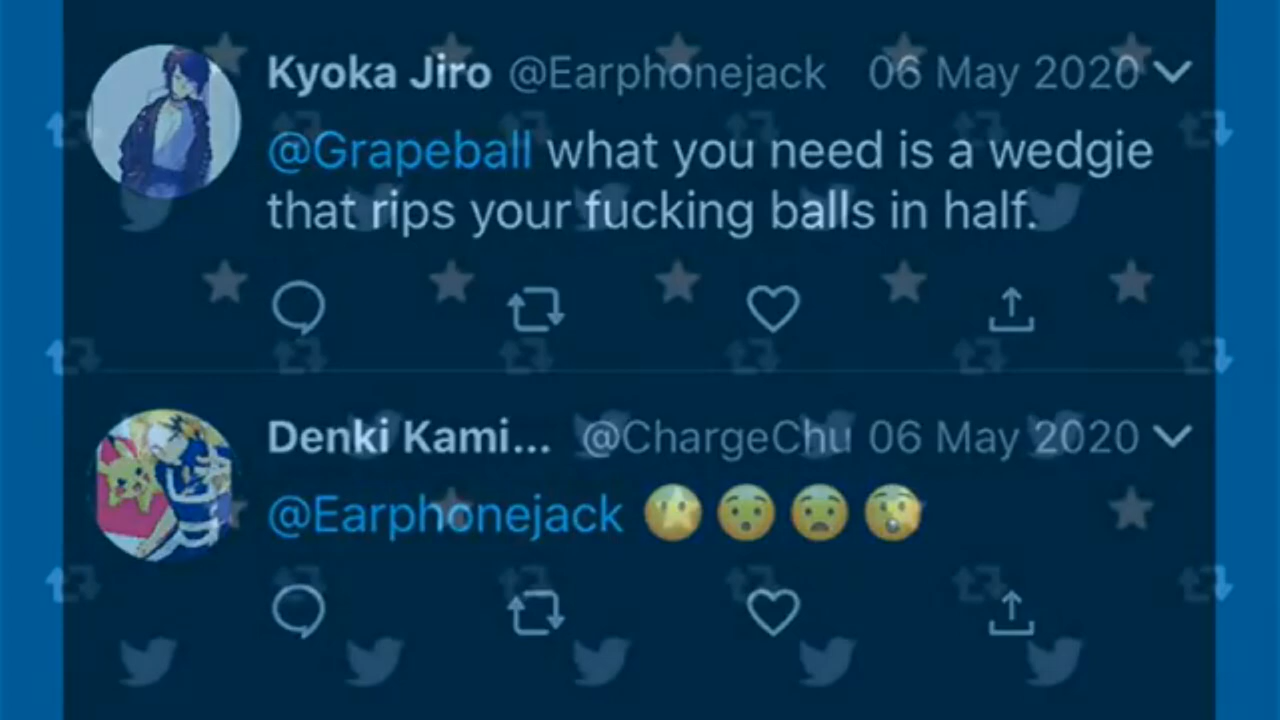 Kyoka Jiro @Earphonejack 06 May 2020
@Grapeball what you need is a wedgie
that rips your fucking balls in half.
Denki Kami... @ChargeChu 06 May 2020
@Earphonejack 😯😯😧😲